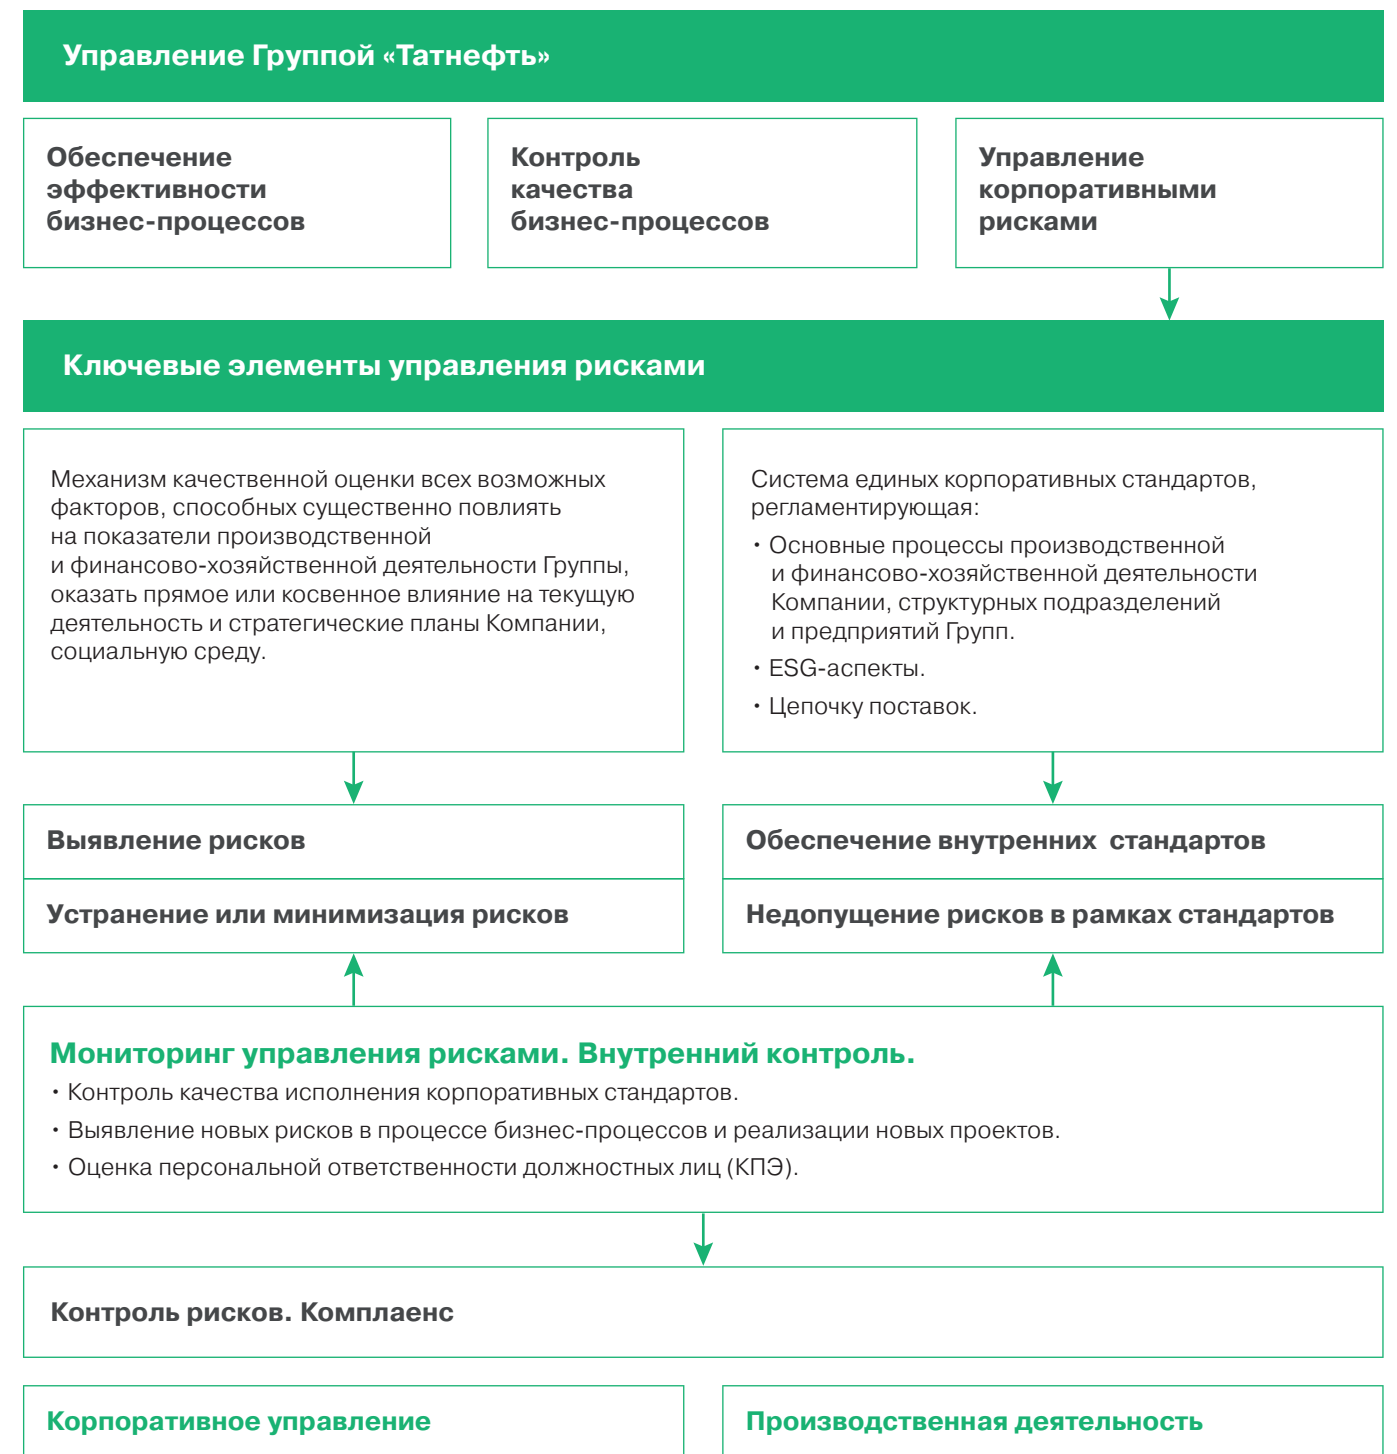 Управление Группой «Татнефть»
Обеспечение
эффективности
бизнес-процессов
Контроль
качества
бизнес-процессов
Управление
корпоративными
рисками
Ключевые элементы управления рисками
Механизм качественной оценки всех возможных
факторов, способных существенно повлиять
на показатели производственной
и финансово-хозяйственной деятельности Группы,
оказать прямое или косвенное влияние на текущую
деятельность и стратегические планы Компании,
социальную среду.
Система единых корпоративных стандартов,
регламентирующая:
• Основные процессы производственной
и финансово-хозяйственной деятельности
Компании, структурных подразделений
и предприятий Групп.
• ESG-аспекты.
• Цепочку поставок.
Выявление рисков
Устранение или минимизация рисков
Обеспечение внутренних стандартов
Недопущение рисков в рамках стандартов
Мониторинг управления рисками. Внутренний контроль.
• Контроль качества исполнения корпоративных стандартов.
• Выявление новых рисков в процессе бизнес-процессов и реализации новых проектов.
• Оценка персональной ответственности должностных лиц (КПЭ).
Контроль рисков. Комплаенс
Корпоративное управление
Производственная деятельность